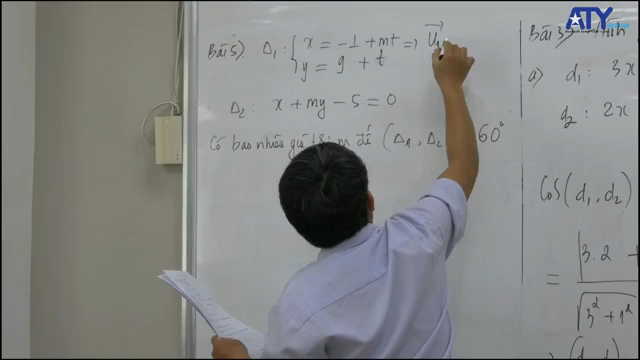 ATY
Bài 5) Δ₁: { x = -1 + mt ⇒ u₁
y = 9 + t
Δ₂: x + my - 5 = 0
Có bao nhiêu giá trị m để (Δ₁, Δ₂ 60°
Bài 3)
a) d₁: 3x
d₂: 2x
Cos(d₁, d₂)
= |3.2 +
√3² + 1²